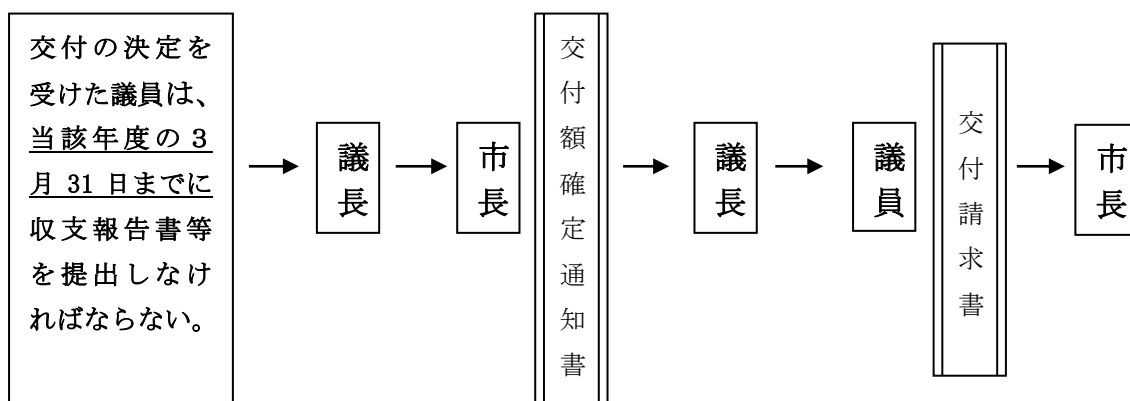 交付の決定を
受けた議員は、
当該年度の3
月 31 日までに
収支報告書等
を提出しなけ
ればならない。
議長
市長
交付額確定通知書
議長
議員
交付請求書
市長